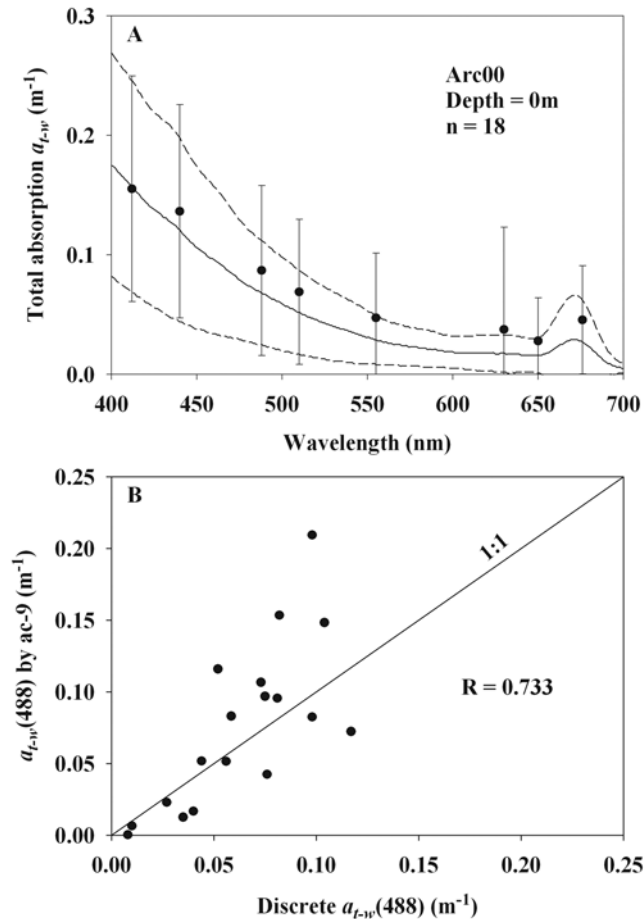 A
Arc00
Depth = 0m
n = 18
Total absorption a_{t-w} (m⁻¹)
0.3
0.2
0.1
0.0
400 450 500 550 600 650 700
Wavelength (nm)
B
1:1
R = 0.733
a_{t-w}(488) by ac-9 (m⁻¹)
0.25
0.20
0.15
0.10
0.05
0.00
0.00 0.05 0.10 0.15 0.20 0.25
Discrete a_{t-w}(488) (m⁻¹)